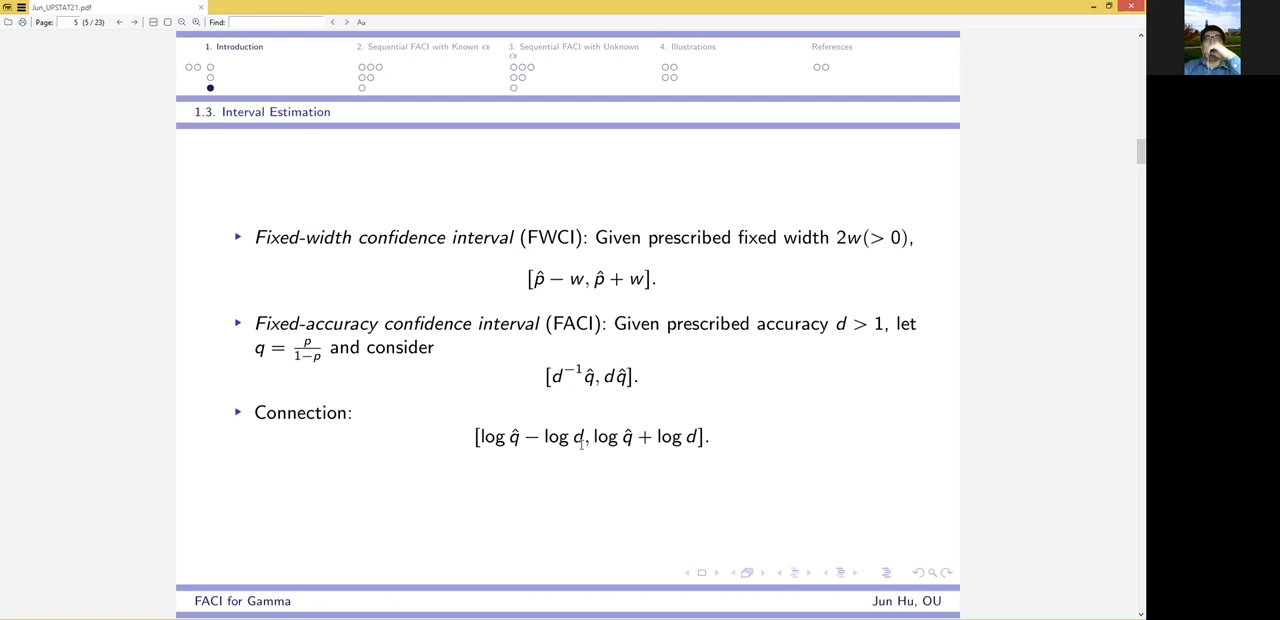 Jun_UPSTAT21.pdf
Page: 5 (5 / 23) Find: Aa
1. Introduction 2. Sequential FACI with Known α 3. Sequential FACI with Unknown α 4. Illustrations References
1.3. Interval Estimation
Fixed-width confidence interval (FWCI): Given prescribed fixed width 2w(> 0),
[p̂ − w, p̂ + w].
Fixed-accuracy confidence interval (FACI): Given prescribed accuracy d > 1, let
q = p/(1−p) and consider
[d⁻¹q̂, dq̂].
Connection:
[log q̂ − log d, log q̂ + log d].
FACI for Gamma Jun Hu, OU